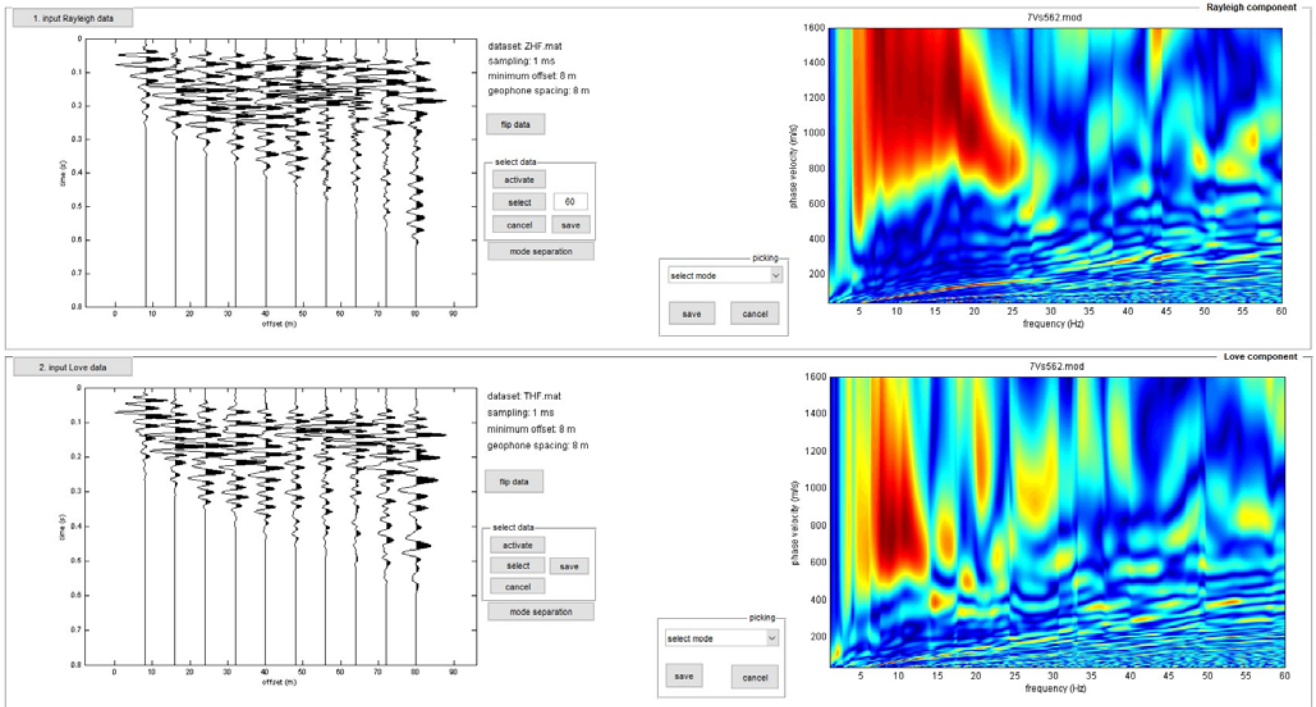 Rayleigh component
1. input Rayleigh data
0
0.1
0.2
0.3
0.4
0.5
0.6
0.7
0.8
time (s)
0 10 20 30 40 50 60 70 80 90
offset (m)
dataset: ZHF.mat
sampling: 1 ms
minimum offset: 8 m
geophone spacing: 8 m
flip data
select data
activate
select 60
cancel save
mode separation
picking
select mode
save cancel
7Vs562.mod
1600
1400
1200
1000
800
600
400
200
phase velocity (m/s)
5 10 15 20 25 30 35 40 45 50 55 60
frequency (Hz)
Love component
2. input Love data
0
0.1
0.2
0.3
0.4
0.5
0.6
0.7
0.8
time (s)
0 10 20 30 40 50 60 70 80 90
offset (m)
dataset: THF.mat
sampling: 1 ms
minimum offset: 8 m
geophone spacing: 8 m
flip data
select data
activate
select save
cancel
mode separation
picking
select mode
save cancel
7Vs562.mod
1600
1400
1200
1000
800
600
400
200
phase velocity (m/s)
5 10 15 20 25 30 35 40 45 50 55 60
frequency (Hz)